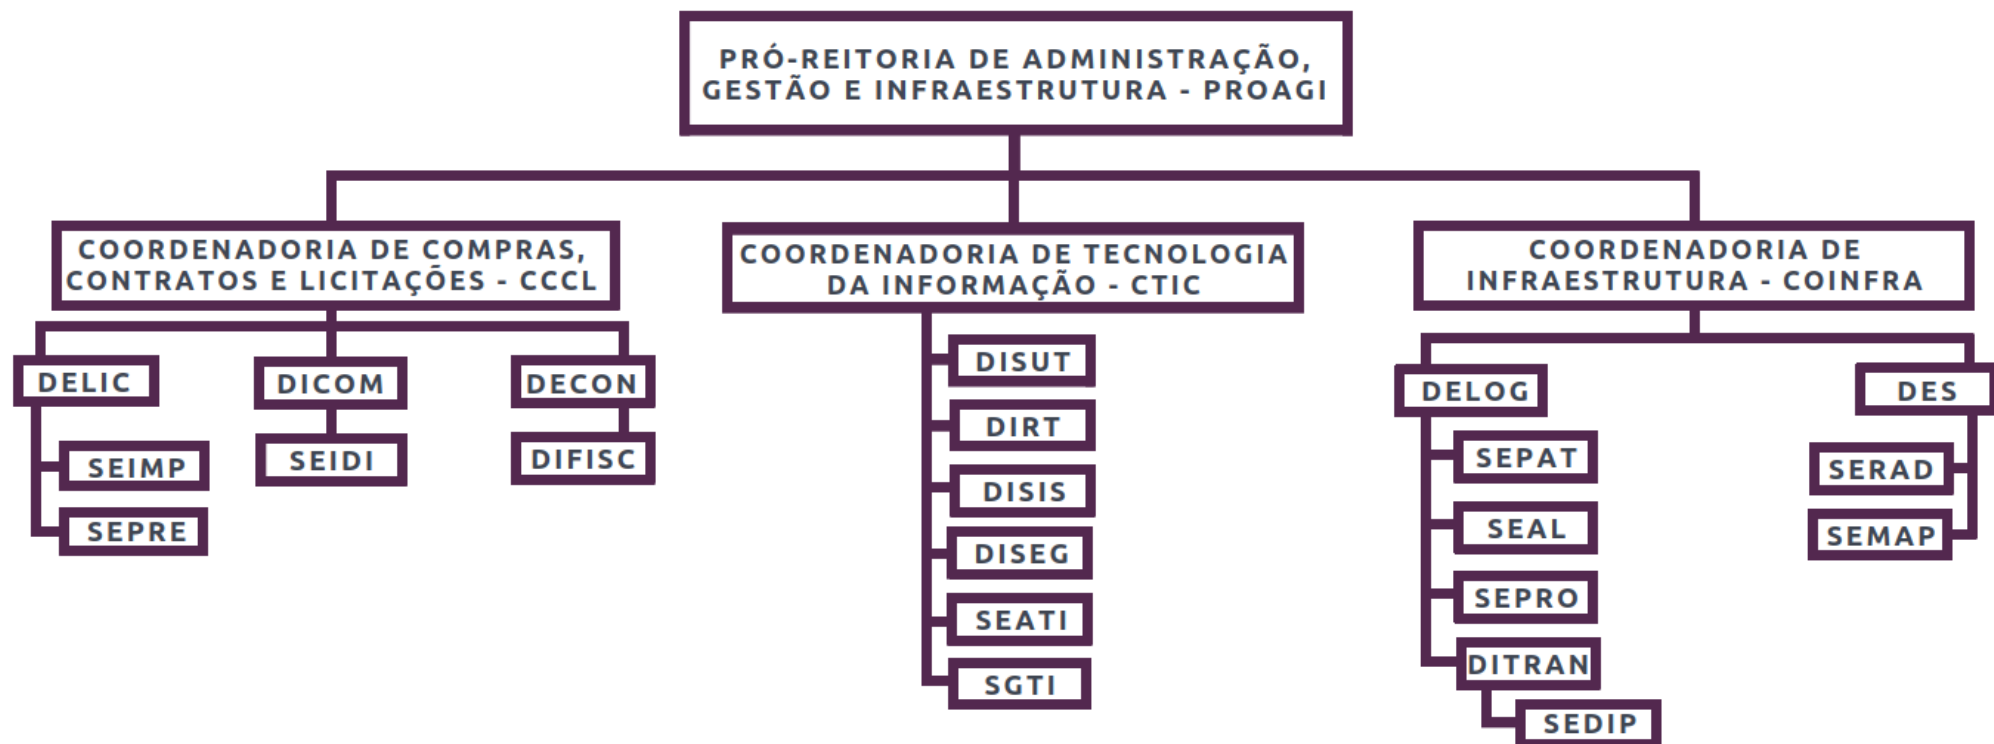 PRÓ-REITORIA DE ADMINISTRAÇÃO,
GESTÃO E INFRAESTRUTURA - PROAGI
COORDENADORIA DE COMPRAS,
CONTRATOS E LICITAÇÕES - CCCL
DELIC
SEIMP
SEPRE
DICOM
SEIDI
DECON
DIFISC
COORDENADORIA DE TECNOLOGIA
DA INFORMAÇÃO - CTIC
DISUT
DIRT
DISIS
DISEG
SEATI
SGTI
COORDENADORIA DE
INFRAESTRUTURA - COINFRA
DELOG
SEPAT
SEAL
SEPRO
DITRAN
SEDIP
DES
SERAD
SEMAP